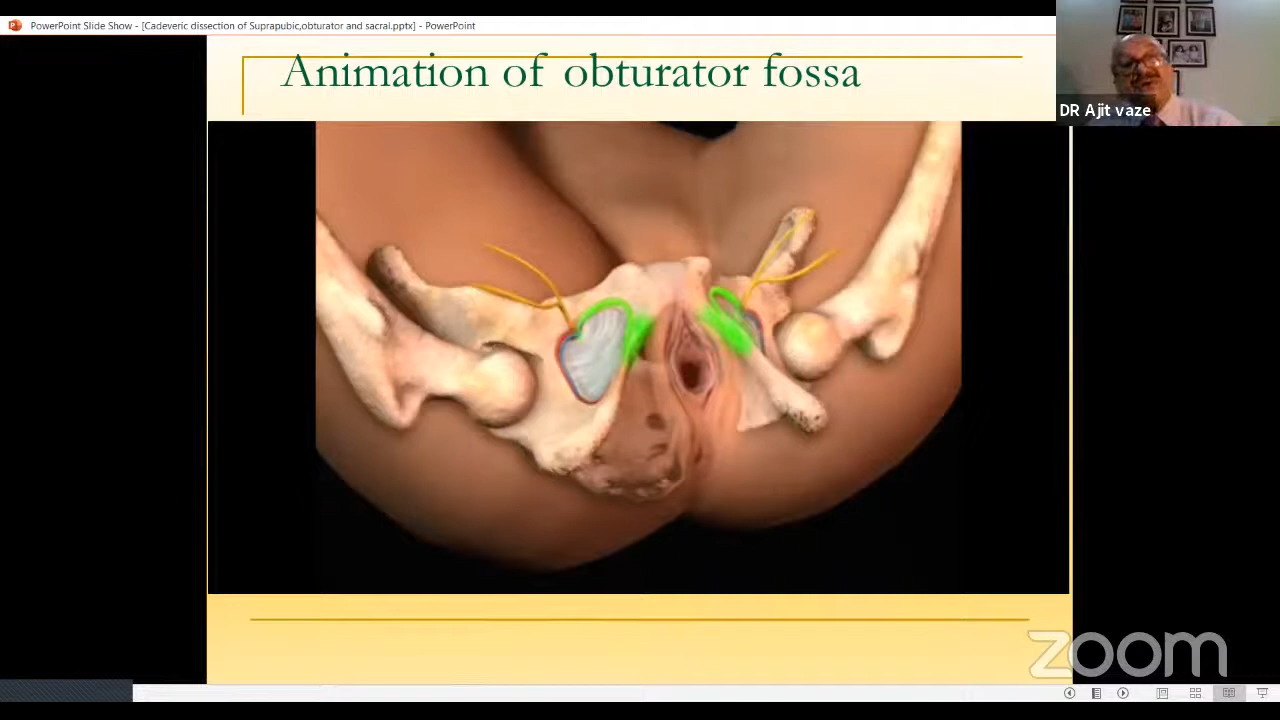 PowerPoint Slide Show - [Cadeveric dissection of Suprapubic,obturator and sacral.pptx] - PowerPoint
Animation of obturator fossa
DR Ajit vaze
zoom